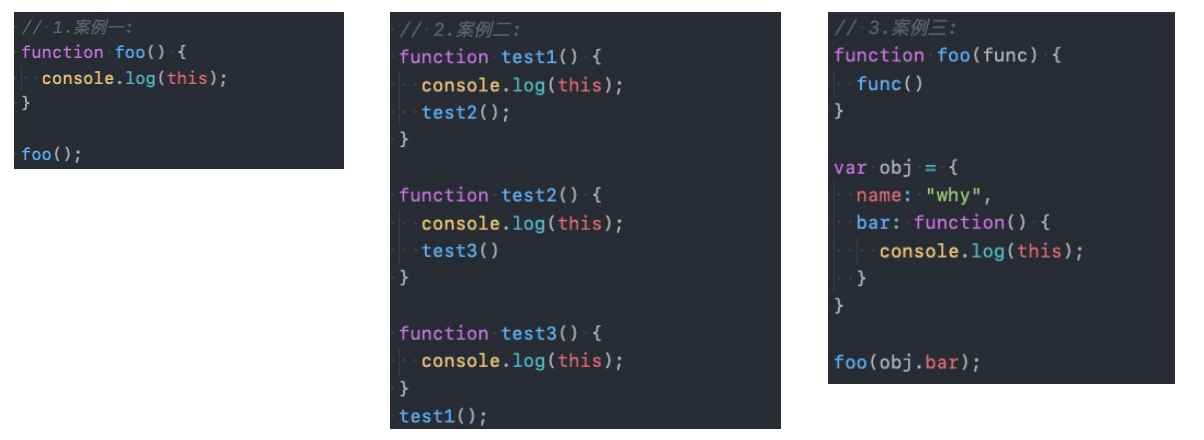 // 1.案例一:
function foo() {
  console.log(this);
}

foo();

// 2.案例二:
function test1() {
  console.log(this);
  test2();
}

function test2() {
  console.log(this);
  test3()
}

function test3() {
  console.log(this);
}
test1();

// 3.案例三:
function foo(func) {
  func()
}

var obj = {
  name: "why",
  bar: function() {
    console.log(this);
  }
}

foo(obj.bar);